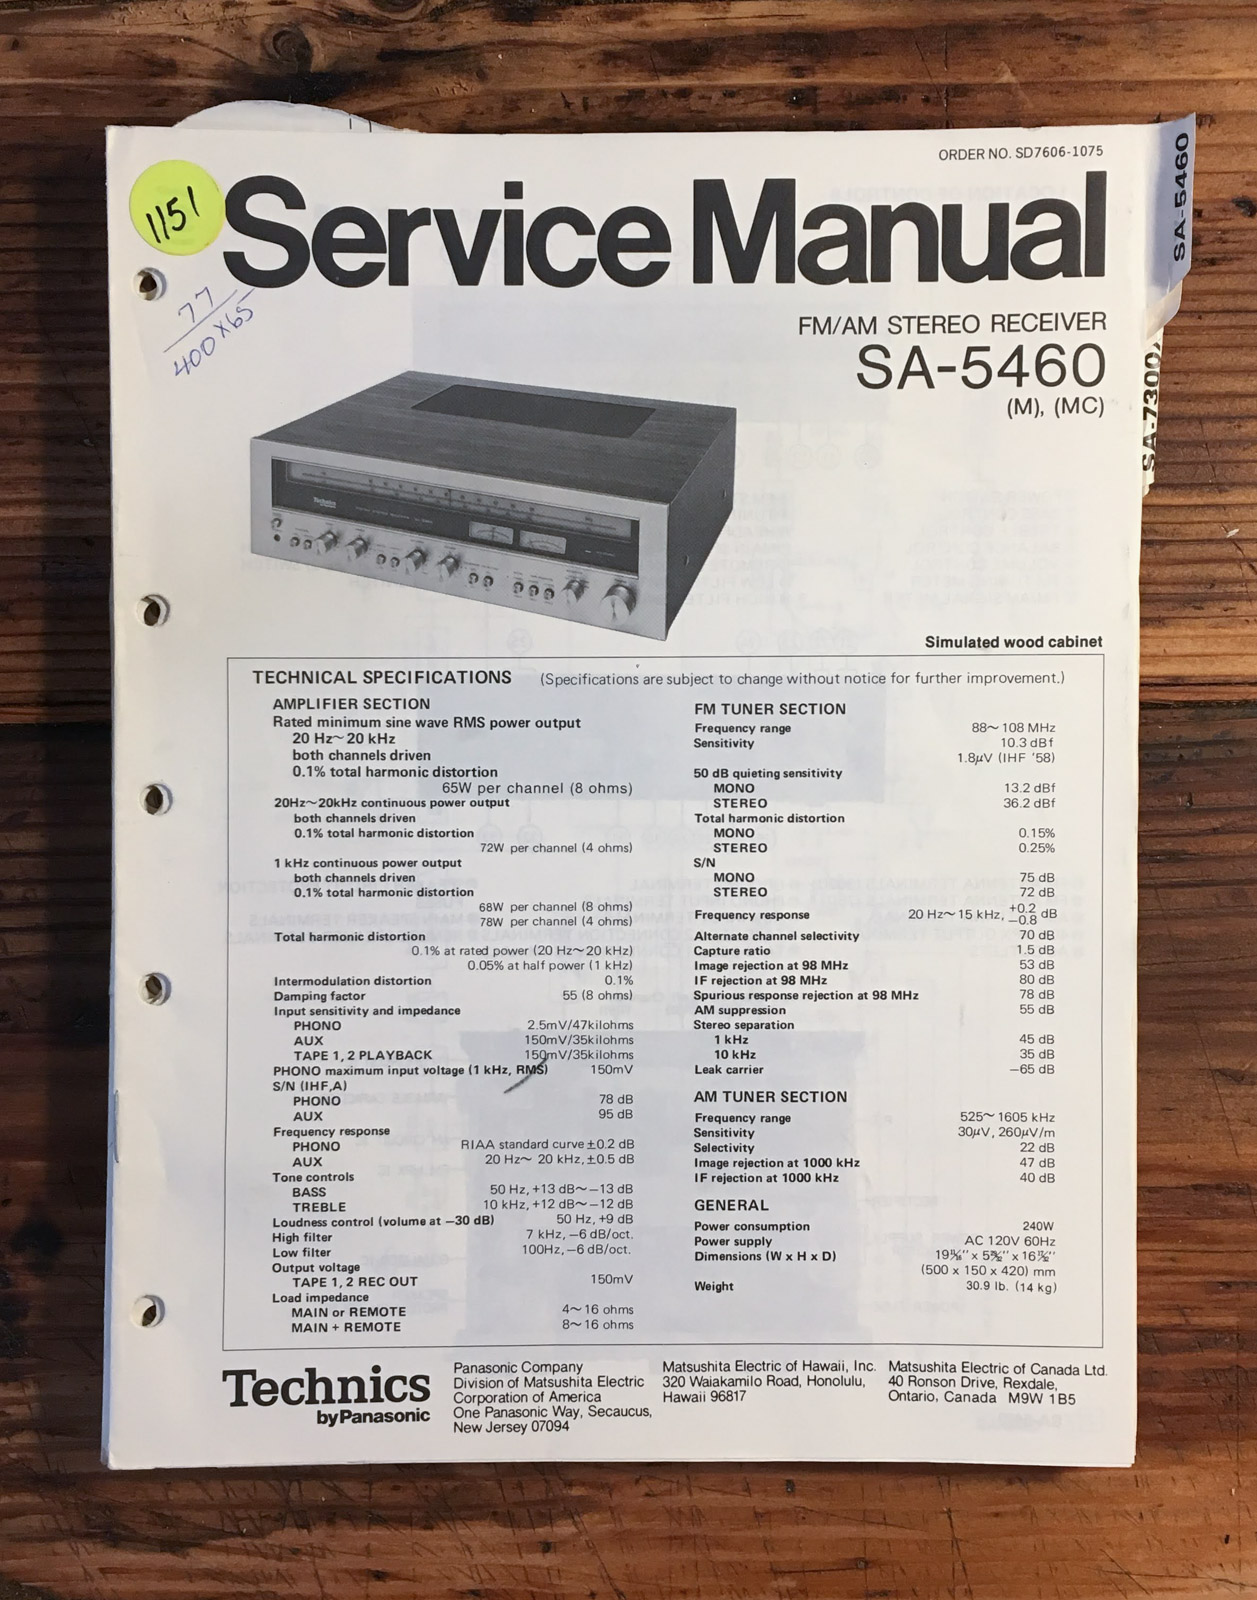 ORDER NO. SD7606-1075
SA-5460
1151
Service Manual
77
400 x65
FM/AM STEREO RECEIVER
SA-5460
(M), (MC)
SA-7300
Technics
Simulated wood cabinet
TECHNICAL SPECIFICATIONS (Specifications are subject to change without notice for further improvement.)
AMPLIFIER SECTION
Rated minimum sine wave RMS power output
20 Hz~20 kHz
both channels driven
0.1% total harmonic distortion
65W per channel (8 ohms)
20Hz~20kHz continuous power output
both channels driven
0.1% total harmonic distortion
72W per channel (4 ohms)
1 kHz continuous power output
both channels driven
0.1% total harmonic distortion
68W per channel (8 ohms)
78W per channel (4 ohms)
Total harmonic distortion
0.1% at rated power (20 Hz~20 kHz)
0.05% at half power (1 kHz)
Intermodulation distortion 0.1%
Damping factor 55 (8 ohms)
Input sensitivity and impedance
PHONO 2.5mV/47kilohms
AUX 150mV/35kilohms
TAPE 1, 2 PLAYBACK 150mV/35kilohms
PHONO maximum input voltage (1 kHz, RMS) 150mV
S/N (IHF,A)
PHONO 78 dB
AUX 95 dB
Frequency response
PHONO RIAA standard curve ±0.2 dB
AUX 20 Hz~ 20 kHz, ±0.5 dB
Tone controls
BASS 50 Hz, +13 dB~−13 dB
TREBLE 10 kHz, +12 dB~−12 dB
Loudness control (volume at −30 dB) 50 Hz, +9 dB
High filter 7 kHz, −6 dB/oct.
Low filter 100Hz, −6 dB/oct.
Output voltage
TAPE 1, 2 REC OUT 150mV
Load impedance
MAIN or REMOTE 4~16 ohms
MAIN + REMOTE 8~16 ohms
FM TUNER SECTION
Frequency range 88~108 MHz
Sensitivity 10.3 dBf
1.8μV (IHF '58)
50 dB quieting sensitivity
MONO 13.2 dBf
STEREO 36.2 dBf
Total harmonic distortion
MONO 0.15%
STEREO 0.25%
S/N
MONO 75 dB
STEREO 72 dB
Frequency response 20 Hz~15 kHz, +0.2 −0.8 dB
Alternate channel selectivity 70 dB
Capture ratio 1.5 dB
Image rejection at 98 MHz 53 dB
IF rejection at 98 MHz 80 dB
Spurious response rejection at 98 MHz 78 dB
AM suppression 55 dB
Stereo separation
1 kHz 45 dB
10 kHz 35 dB
Leak carrier −65 dB
AM TUNER SECTION
Frequency range 525~1605 kHz
Sensitivity 30μV, 260μV/m
Selectivity 22 dB
Image rejection at 1000 kHz 47 dB
IF rejection at 1000 kHz 40 dB
GENERAL
Power consumption 240W
Power supply AC 120V 60Hz
Dimensions (W x H x D)
(500 x 150 x 420) mm
Weight 30.9 lb. (14 kg)
Technics
by Panasonic
Panasonic Company
Division of Matsushita Electric
Corporation of America
One Panasonic Way, Secaucus,
New Jersey 07094
Matsushita Electric of Hawaii, Inc.
320 Waiakamilo Road, Honolulu,
Hawaii 96817
Matsushita Electric of Canada Ltd.
40 Ronson Drive, Rexdale,
Ontario, Canada M9W 1B5